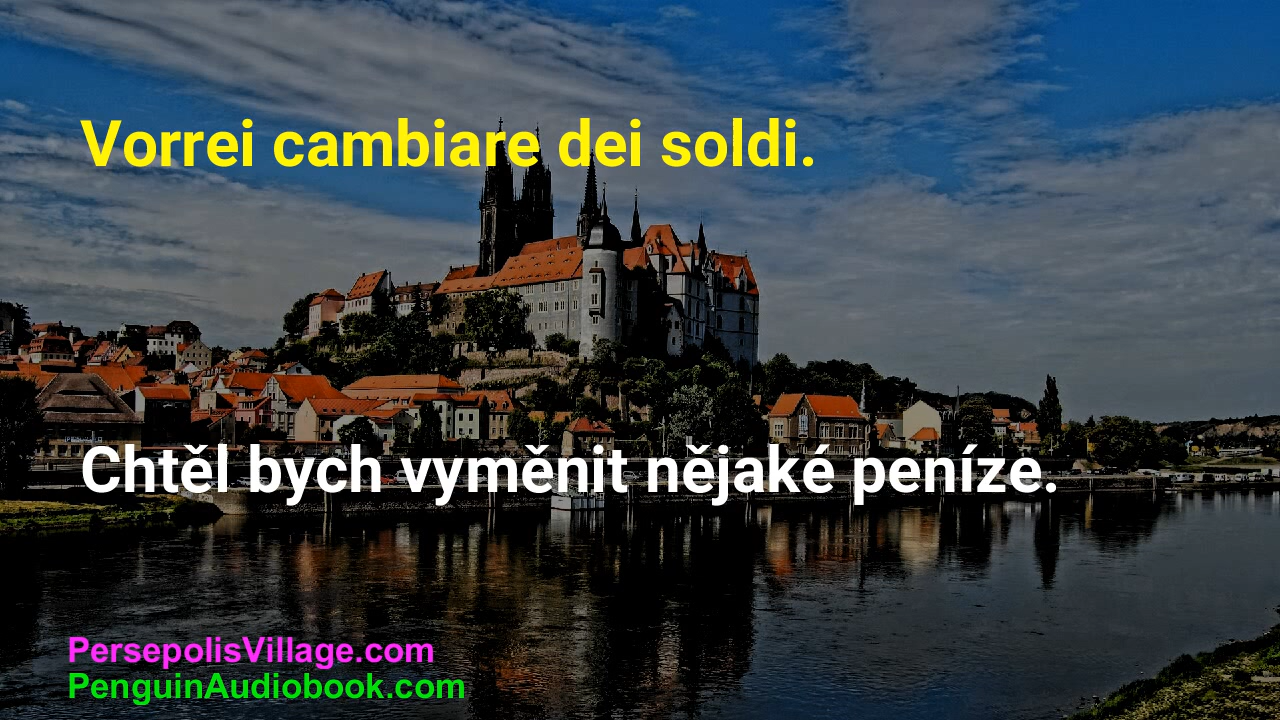 Vorrei cambiare dei soldi.
Chtěl bych vyměnit nějaké peníze.
PersepolisVillage.com
PenguinAudiobook.com